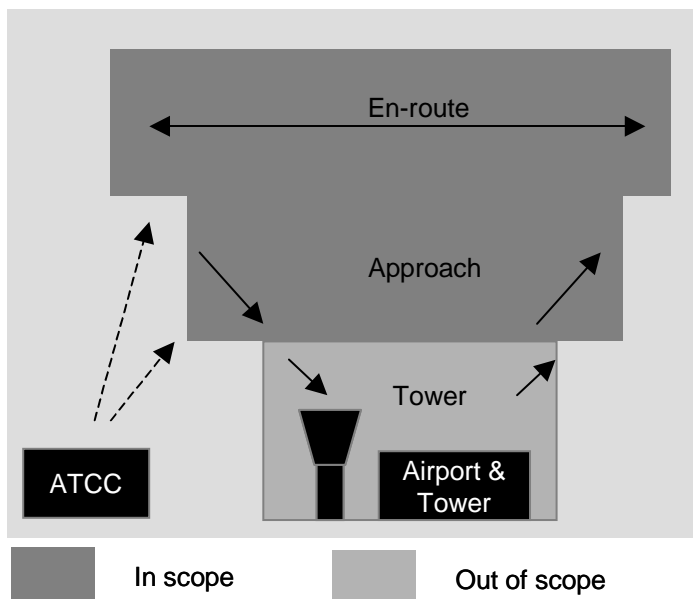 En-route
Approach
Tower
ATCC
Airport &
Tower
In scope
Out of scope